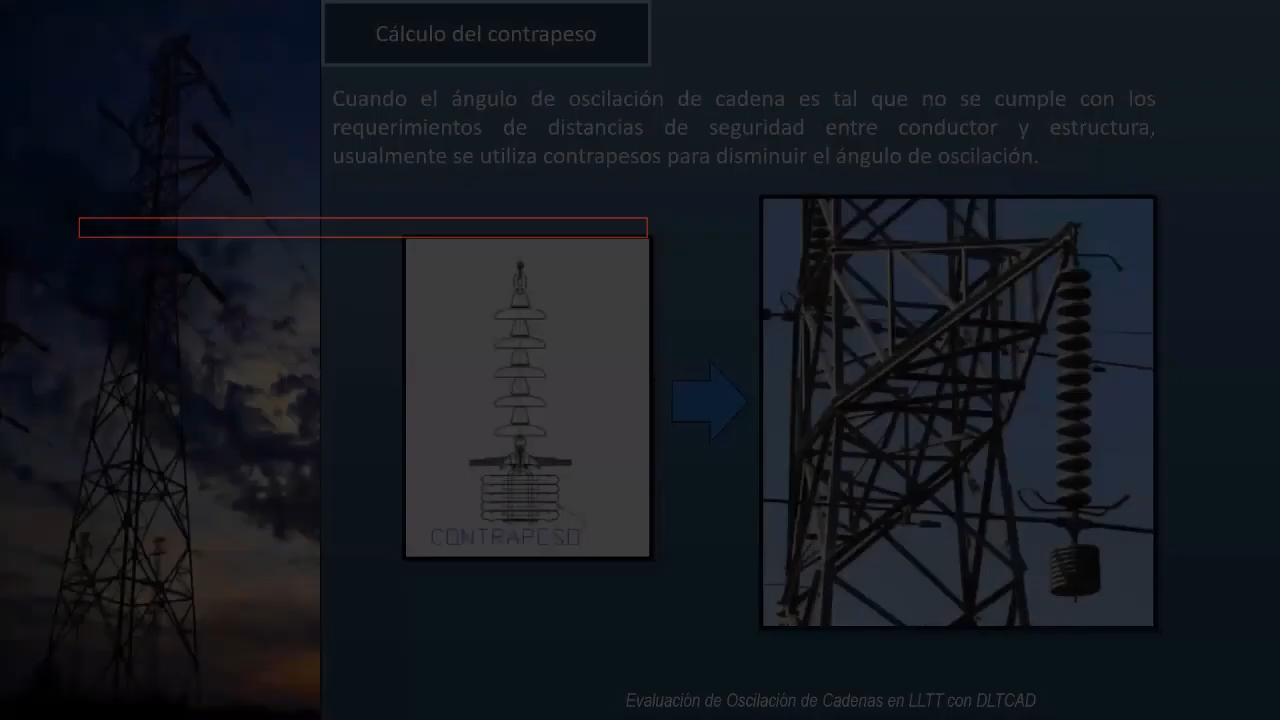 Cálculo del contrapeso
Cuando el ángulo de oscilación de cadena es tal que no se cumple con los
requerimientos de distancias de seguridad entre conductor y estructura,
usualmente se utiliza contrapesos para disminuir el ángulo de oscilación.
CONTRAPESO
Evaluación de Oscilación de Cadenas en LLTT con DLTCAD